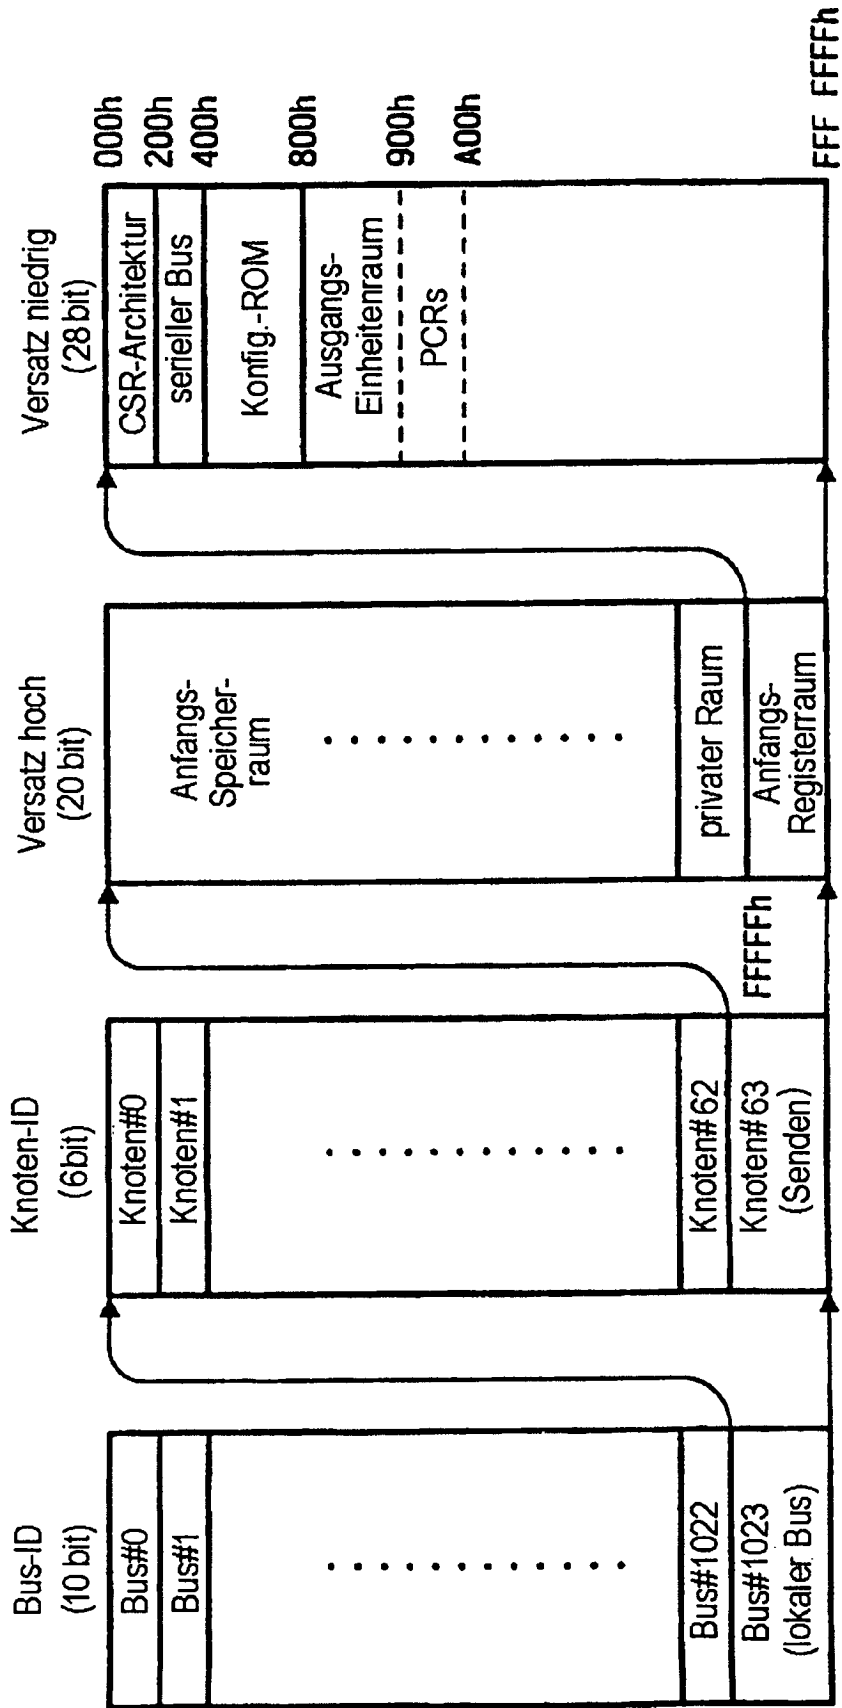 Bus-ID
(10 bit)
Bus#0
Bus#1
Bus#1022
Bus#1023
(lokaler Bus)
Knoten-ID
(6bit)
Knoten#0
Knoten#1
Knoten#62
Knoten#63
(Senden)
Versatz hoch
(20 bit)
Anfangs-
Speicher-
raum
privater Raum
Anfangs-
Registerraum
FFFFFh
Versatz niedrig
(28 bit)
CSR-Architektur
serieller Bus
Konfig.-ROM
Ausgangs-
Einheitenraum
PCRs
000h
200h
400h
800h
900h
A00h
FFF FFFFh